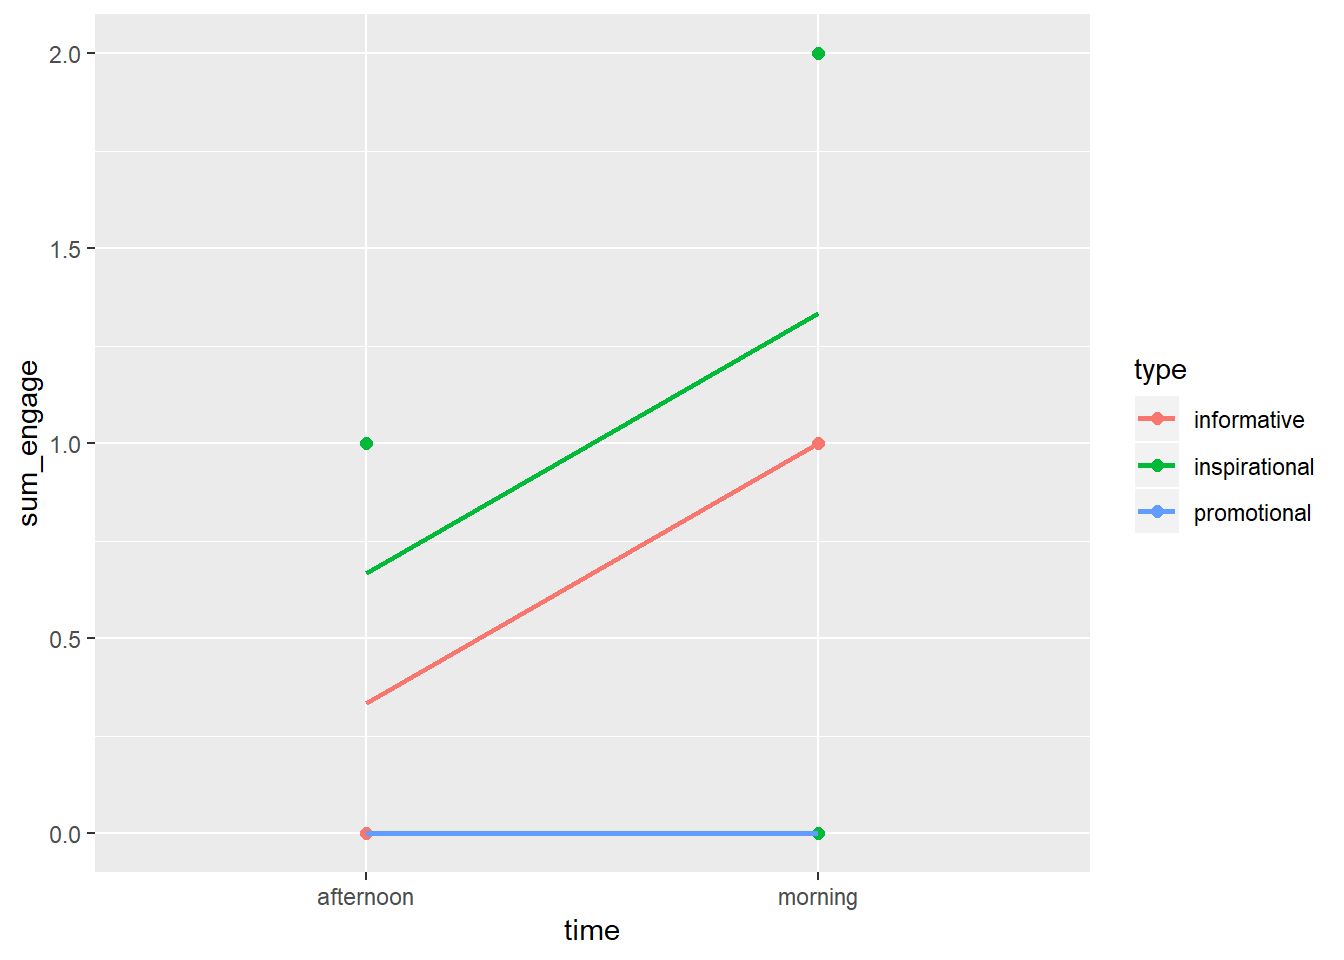 2.0
1.5
1.0
0.5
0.0
sum_engage
afternoon
morning
time
type
informative
inspirational
promotional